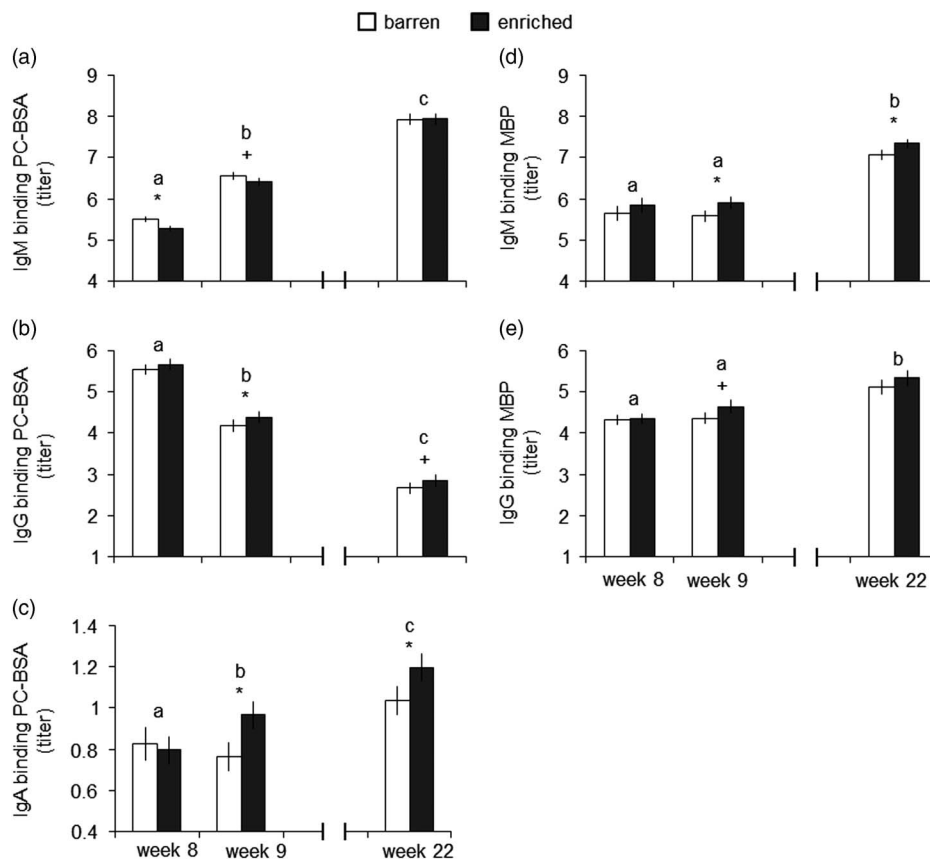 barren enriched
(a)
IgM binding PC-BSA
(titer)
9
8
7
6
5
4
a
*
b
+
c
(d)
IgM binding MBP
(titer)
9
8
7
6
5
4
a
a
*
b
*
(b)
IgG binding PC-BSA
(titer)
6
5
4
3
2
1
a
b
*
c
+
(e)
IgG binding MBP
(titer)
6
5
4
3
2
1
a
a
+
b
week 8 week 9 week 22
(c)
IgA binding PC-BSA
(titer)
1.4
1.2
1
0.8
0.6
0.4
a
b
*
c
*
week 8 week 9 week 22